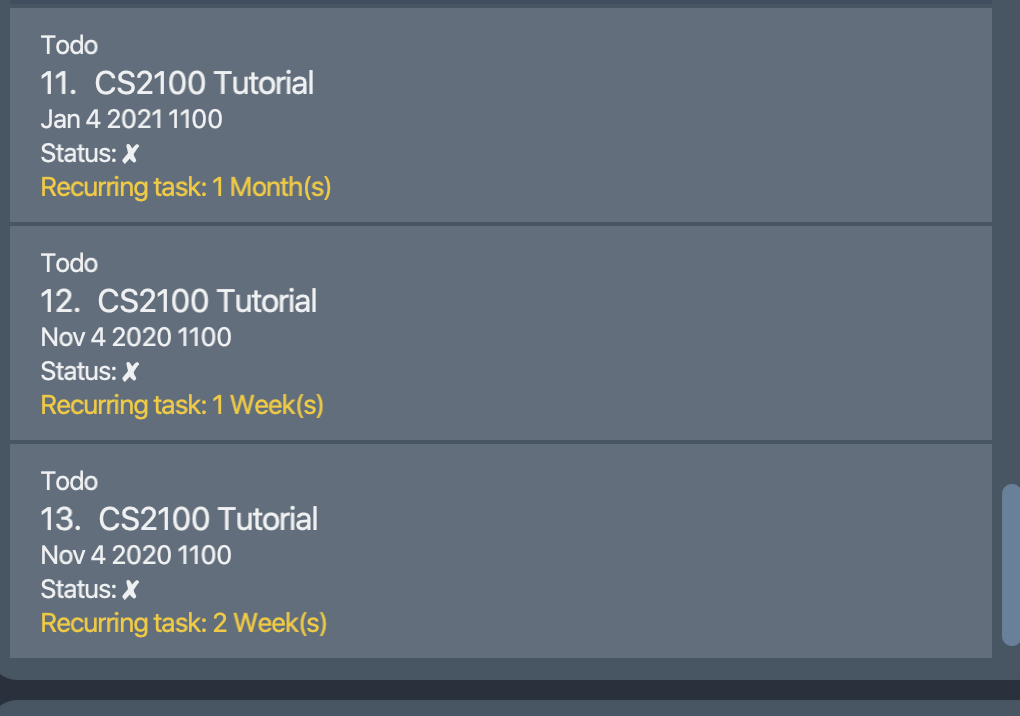 Todo
11. CS2100 Tutorial
Jan 4 2021 1100
Status: ✘
Recurring task: 1 Month(s)
Todo
12. CS2100 Tutorial
Nov 4 2020 1100
Status: ✘
Recurring task: 1 Week(s)
Todo
13. CS2100 Tutorial
Nov 4 2020 1100
Status: ✘
Recurring task: 2 Week(s)